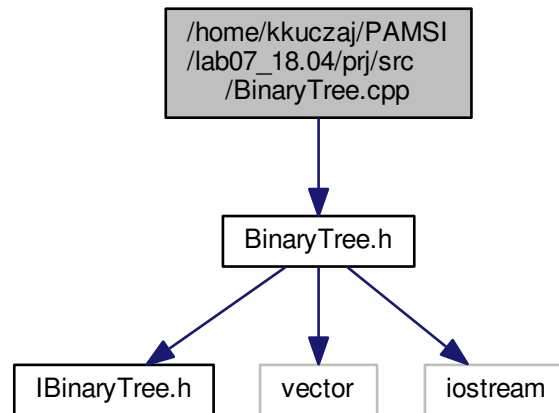 /home/kkuczaj/PAMSI
/lab07_18.04/prj/src
/BinaryTree.cpp
BinaryTree.h
IBinaryTree.h
vector
iostream